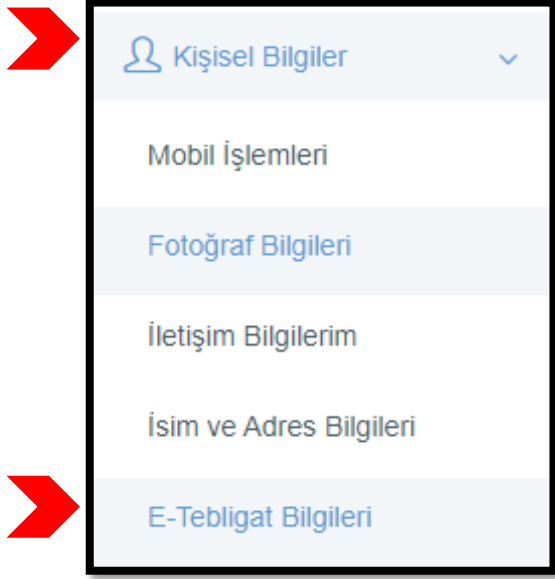 Kişisel Bilgiler
Mobil İşlemleri
Fotoğraf Bilgileri
İletişim Bilgilerim
İsim ve Adres Bilgileri
E-Tebligat Bilgileri